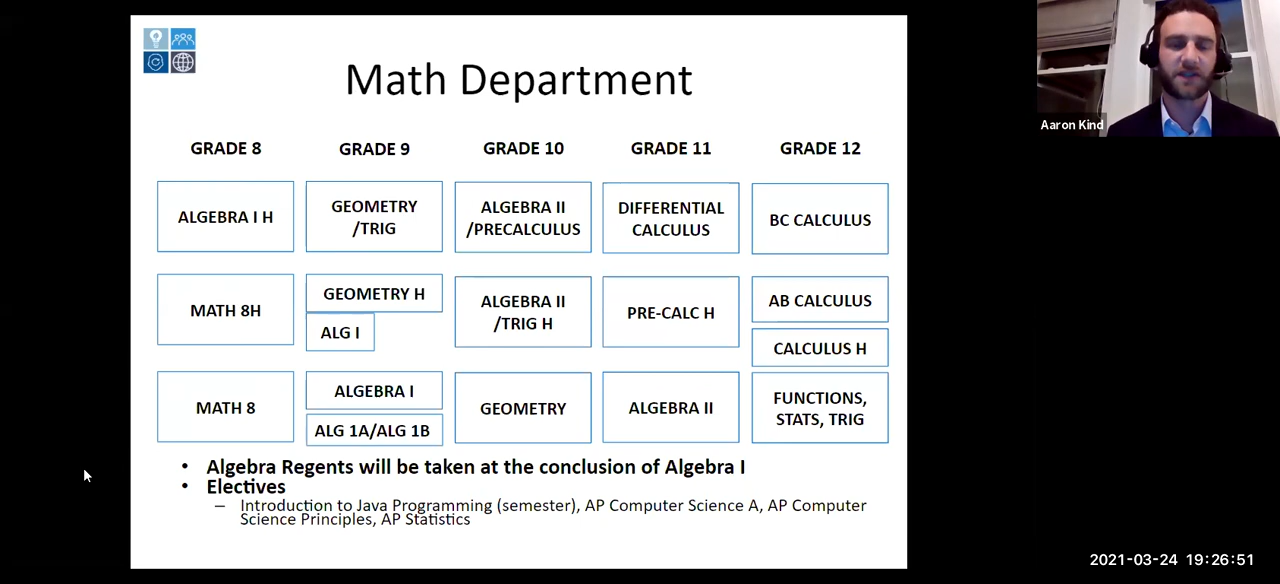 Math Department
GRADE 8
GRADE 9
GRADE 10
GRADE 11
GRADE 12
ALGEBRA I H
GEOMETRY
/TRIG
ALGEBRA II
/PRECALCULUS
DIFFERENTIAL
CALCULUS
BC CALCULUS
MATH 8H
GEOMETRY H
ALG I
ALGEBRA II
/TRIG H
PRE-CALC H
AB CALCULUS
CALCULUS H
MATH 8
ALGEBRA I
ALG 1A/ALG 1B
GEOMETRY
ALGEBRA II
FUNCTIONS,
STATS, TRIG
• Algebra Regents will be taken at the conclusion of Algebra I
• Electives
– Introduction to Java Programming (semester), AP Computer Science A, AP Computer
Science Principles, AP Statistics
Aaron Kind
2021-03-24 19:26:51